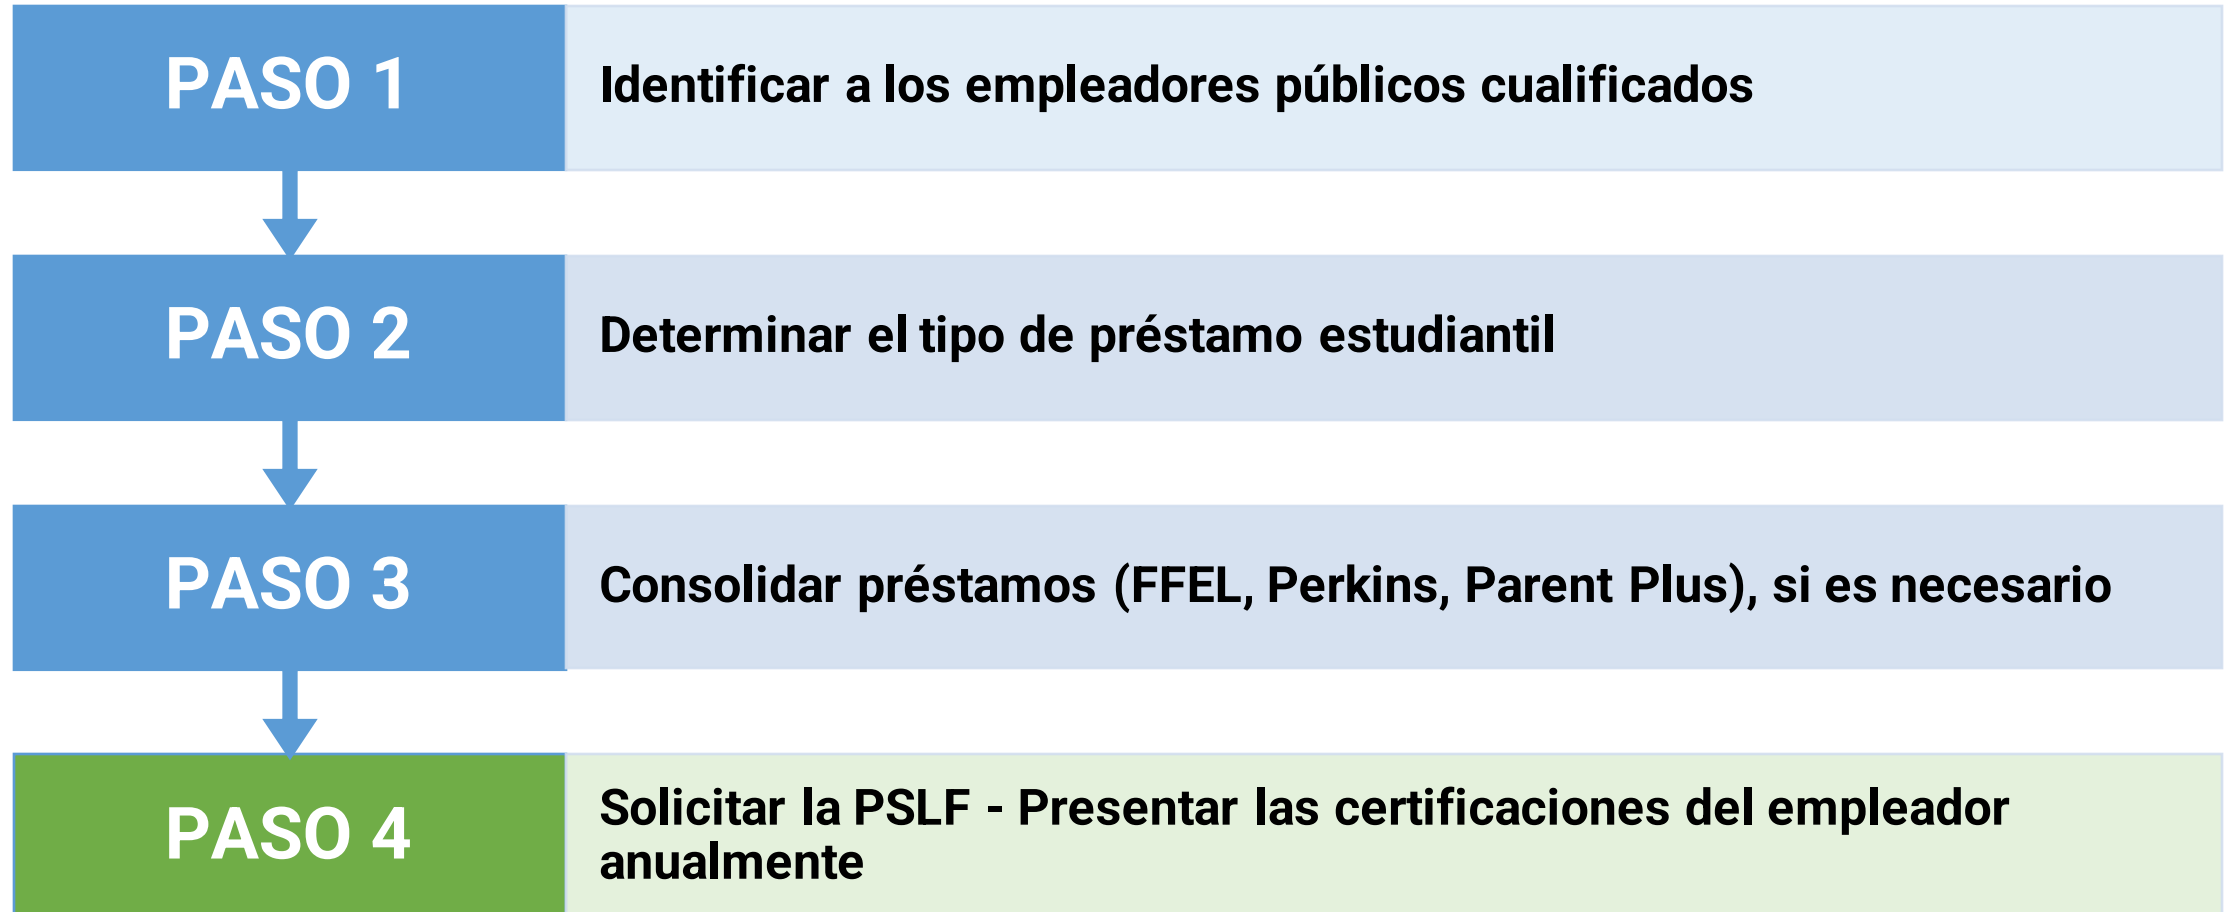 PASO 1
Identificar a los empleadores públicos cualificados
PASO 2
Determinar el tipo de préstamo estudiantil
PASO 3
Consolidar préstamos (FFEL, Perkins, Parent Plus), si es necesario
PASO 4
Solicitar la PSLF - Presentar las certificaciones del empleador
anualmente